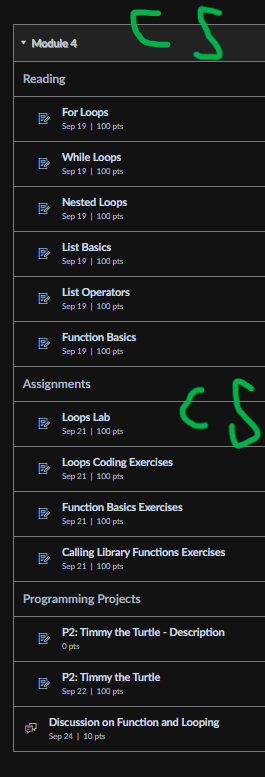 CS
Module 4
Reading
For Loops
Sep 19 | 100 pts
While Loops
Sep 19 | 100 pts
Nested Loops
Sep 19 | 100 pts
List Basics
Sep 19 | 100 pts
List Operators
Sep 19 | 100 pts
Function Basics
Sep 19 | 100 pts
Assignments
CS
Loops Lab
Sep 21 | 100 pts
Loops Coding Exercises
Sep 21 | 100 pts
Function Basics Exercises
Sep 21 | 100 pts
Calling Library Functions Exercises
Sep 21 | 100 pts
Programming Projects
P2: Timmy the Turtle - Description
0 pts
P2: Timmy the Turtle
Sep 22 | 100 pts
Discussion on Function and Looping
Sep 24 | 10 pts